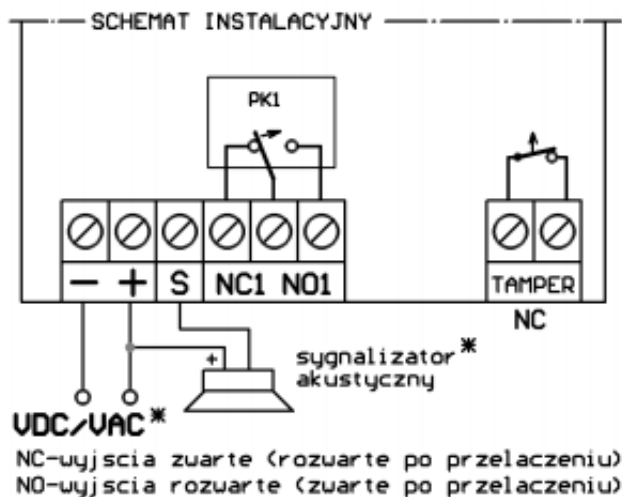 SCHEMAT INSTALACYJNY
PK1
- + S NC1 NO1
TAMPER
NC
+
sygnalizator*
akustyczny
VDC/VAC*
NC-wyjscia zwarte (rozwarte po przelaczeniu)
NO-wyjscia rozwarte (zwarte po przelaczeniu)